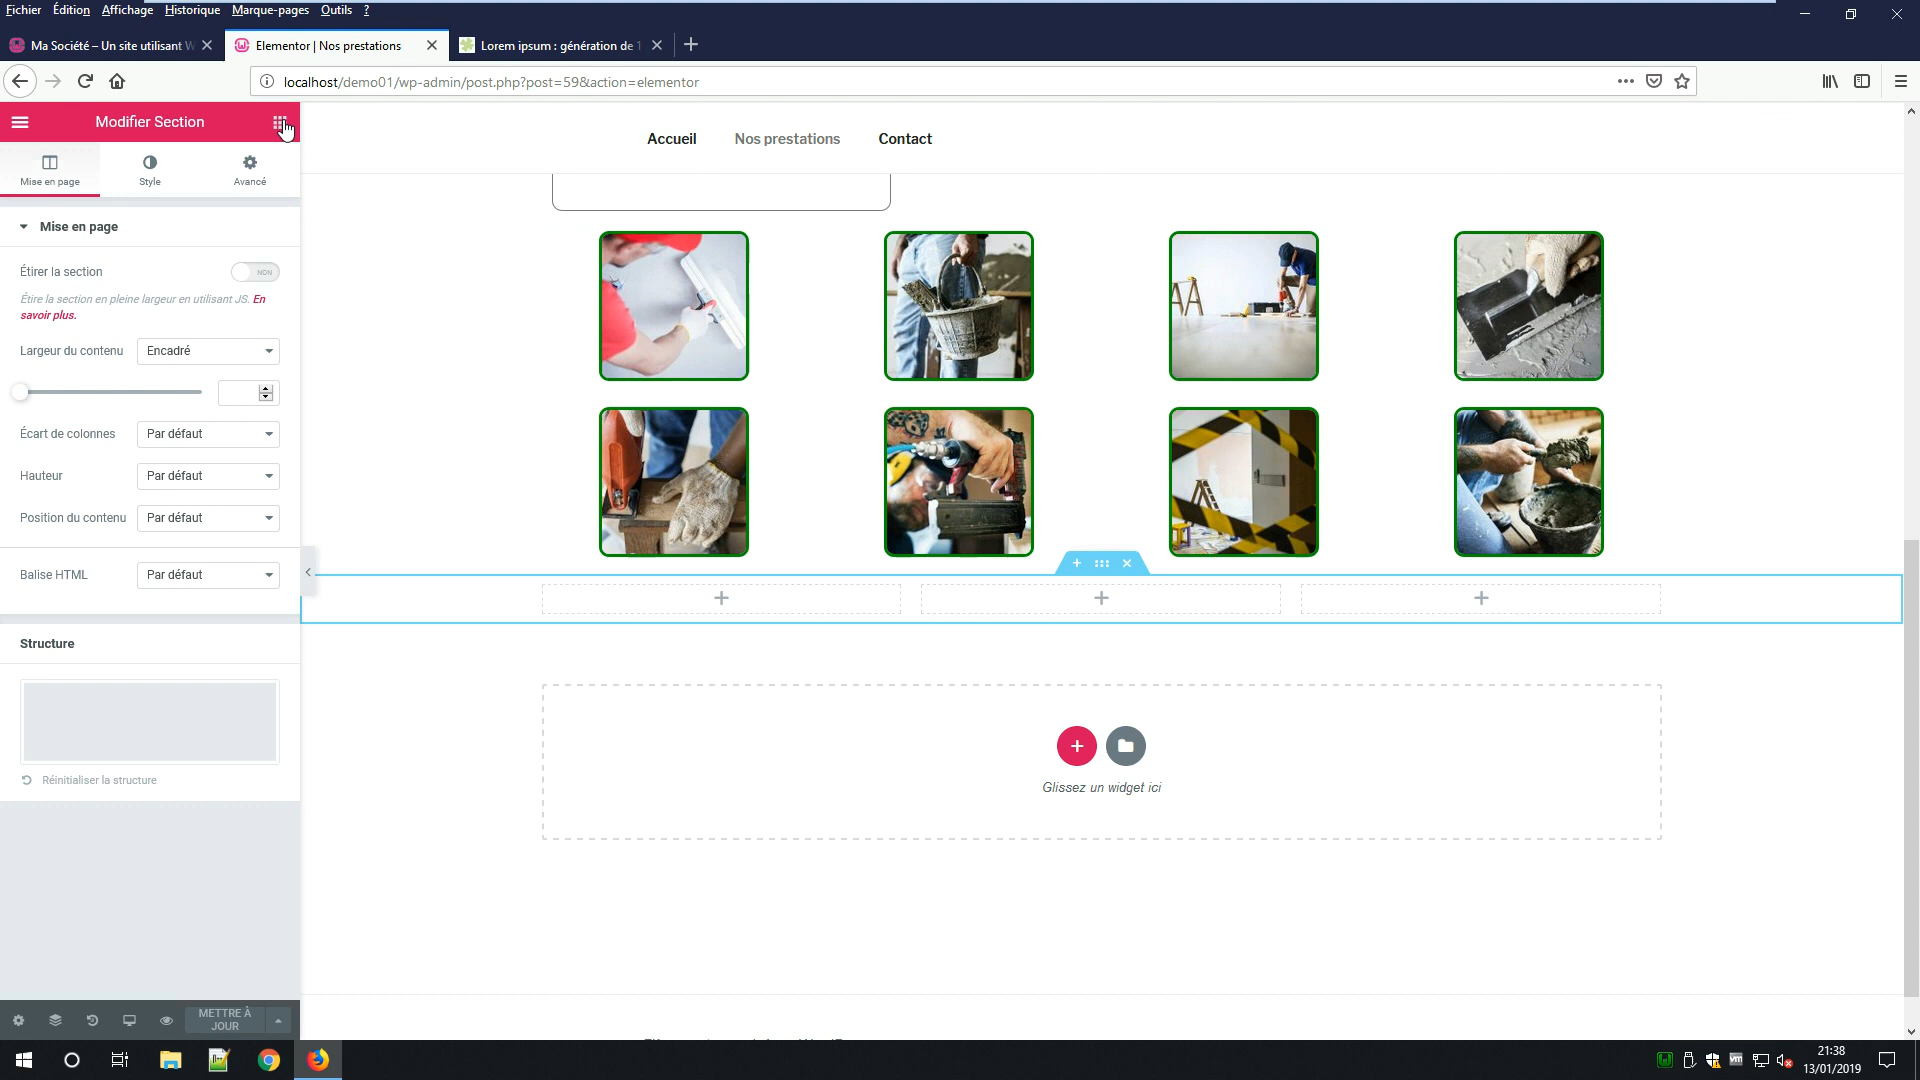 Fichier Édition Affichage Historique Marque-pages Outils ?
Ma Société – Un site utilisant W
Elementor | Nos prestations
Lorem ipsum : génération de 1
localhost/demo01/wp-admin/post.php?post=59&action=elementor
Modifier Section
Accueil Nos prestations Contact
Mise en page Style Avancé
Mise en page
Étirer la section NON
Étire la section en pleine largeur en utilisant JS. En
savoir plus.
Largeur du contenu Encadré
Écart de colonnes Par défaut
Hauteur Par défaut
Position du contenu Par défaut
Balise HTML Par défaut
Structure
Réinitialiser la structure
Glissez un widget ici
METTRE À
JOUR
21:38
13/01/2019